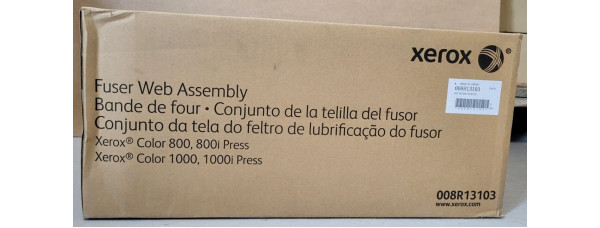 xerox
008R13103
Fuser Web Assembly
Bande de four • Conjunto de la telilla del fusor
Conjunto da tela do feltro de lubrificação do fusor
Xerox® Color 800, 800i Press
Xerox® Color 1000, 1000i Press
008R13103
www.xerox.com